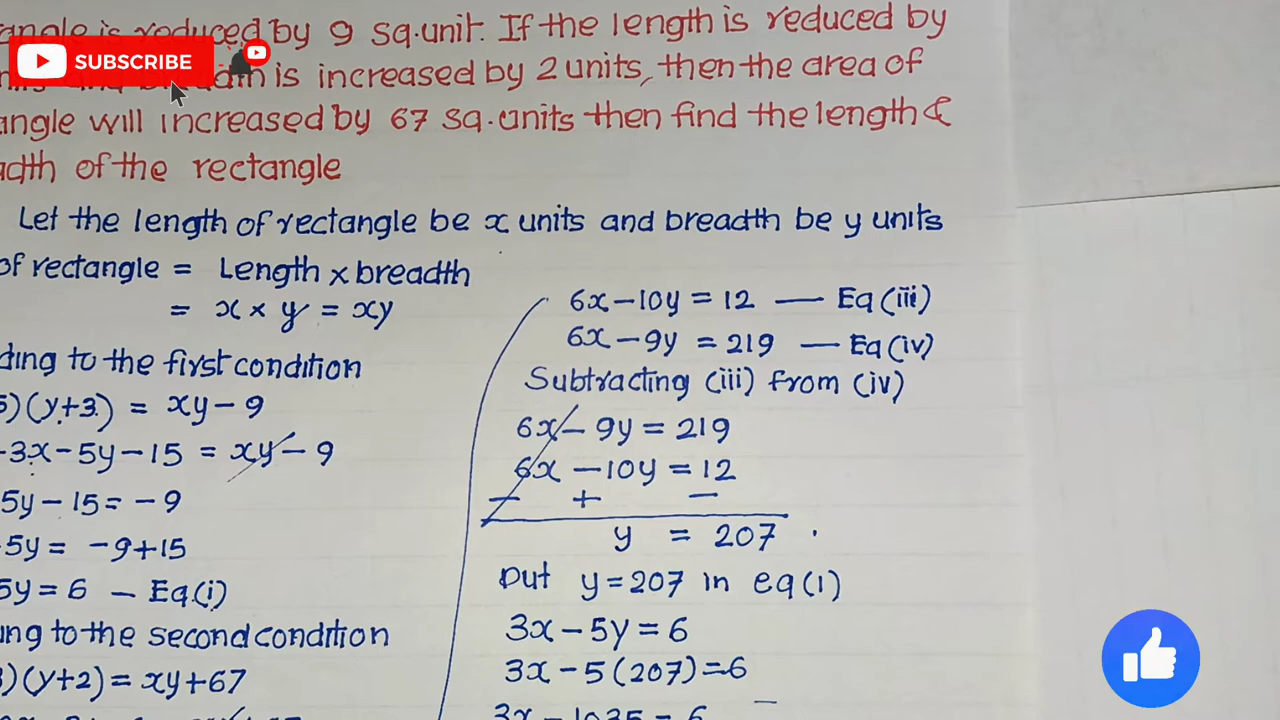 angle is reduced by 9 sq.unit. If the length is reduced by
SUBSCRIBE
is increased by 2 units, then the area of
angle will increased by 67 sq.units then find the length &
adth of the rectangle
Let the length of rectangle be x units and breadth be y units
of rectangle = Length × breadth
= x × y = xy
ding to the first condition
5)(y+3) = xy - 9
-3x - 5y - 15 = xy - 9
5y - 15 = - 9
5y = -9+15
5y = 6 — Eq.(i)
ing to the second condition
)(y+2) = xy+67
6x - 10y = 12 — Eq (iii)
6x - 9y = 219 — Eq(iv)
Subtracting (iii) from (iv)
6x - 9y = 219
6x - 10y = 12
- + -
y = 207
Put y = 207 in eq (1)
3x - 5y = 6
3x - 5(207) = 6
3x - 1035 = 6